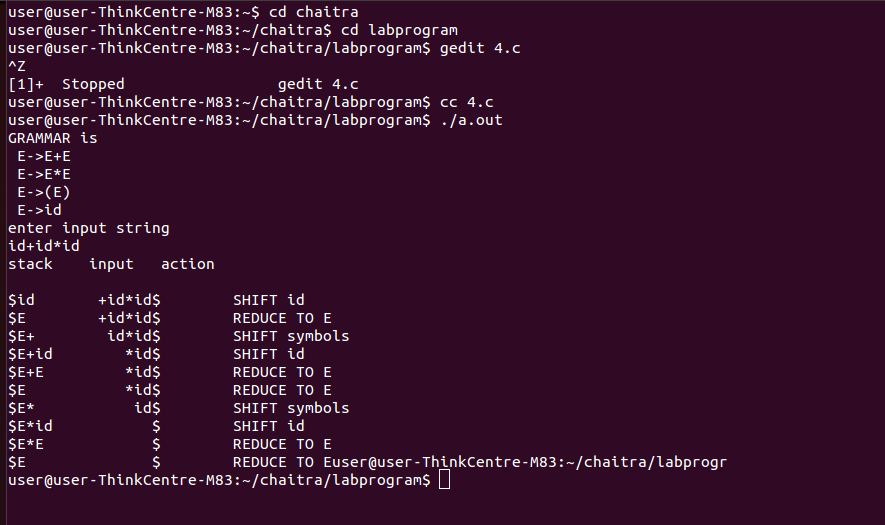 user@user-ThinkCentre-M83:~$ cd chaitra
user@user-ThinkCentre-M83:~/chaitra$ cd labprogram
user@user-ThinkCentre-M83:~/chaitra/labprogram$ gedit 4.c
^Z
[1]+  Stopped                 gedit 4.c
user@user-ThinkCentre-M83:~/chaitra/labprogram$ cc 4.c
user@user-ThinkCentre-M83:~/chaitra/labprogram$ ./a.out
GRAMMAR is
 E->E+E
 E->E*E
 E->(E)
 E->id
enter input string
id+id*id
stack    input   action

$id       +id*id$        SHIFT id
$E        +id*id$        REDUCE TO E
$E+        id*id$        SHIFT symbols
$E+id        *id$        SHIFT id
$E+E         *id$        REDUCE TO E
$E           *id$        REDUCE TO E
$E*           id$        SHIFT symbols
$E*id           $        SHIFT id
$E*E            $        REDUCE TO E
$E              $        REDUCE TO Euser@user-ThinkCentre-M83:~/chaitra/labprogr
user@user-ThinkCentre-M83:~/chaitra/labprogram$